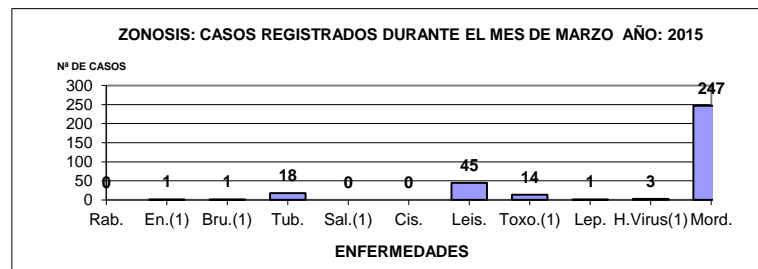 ZONOSIS: CASOS REGISTRADOS DURANTE EL MES DE MARZO AÑO: 2015
Nª DE CASOS
300
250
200
150
100
50
0
0 1 1 18 0 0 45 14 1 3 247
Rab. En.(1) Bru.(1) Tub. Sal.(1) Cis. Leis. Toxo.(1) Lep. H.Virus(1) Mord.
ENFERMEDADES